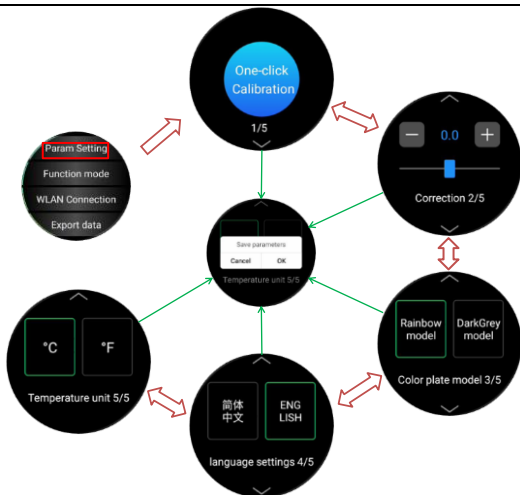 One-click
Calibration
1/5
Param Setting
Function mode
WLAN Connection
Export data
0.0
Correction 2/5
Save parameters
Cancel OK
Temperature unit 5/5
°C °F
Temperature unit 5/5
Rainbow
model
DarkGrey
model
Color plate model 3/5
简体
中文
ENG
LISH
language settings 4/5